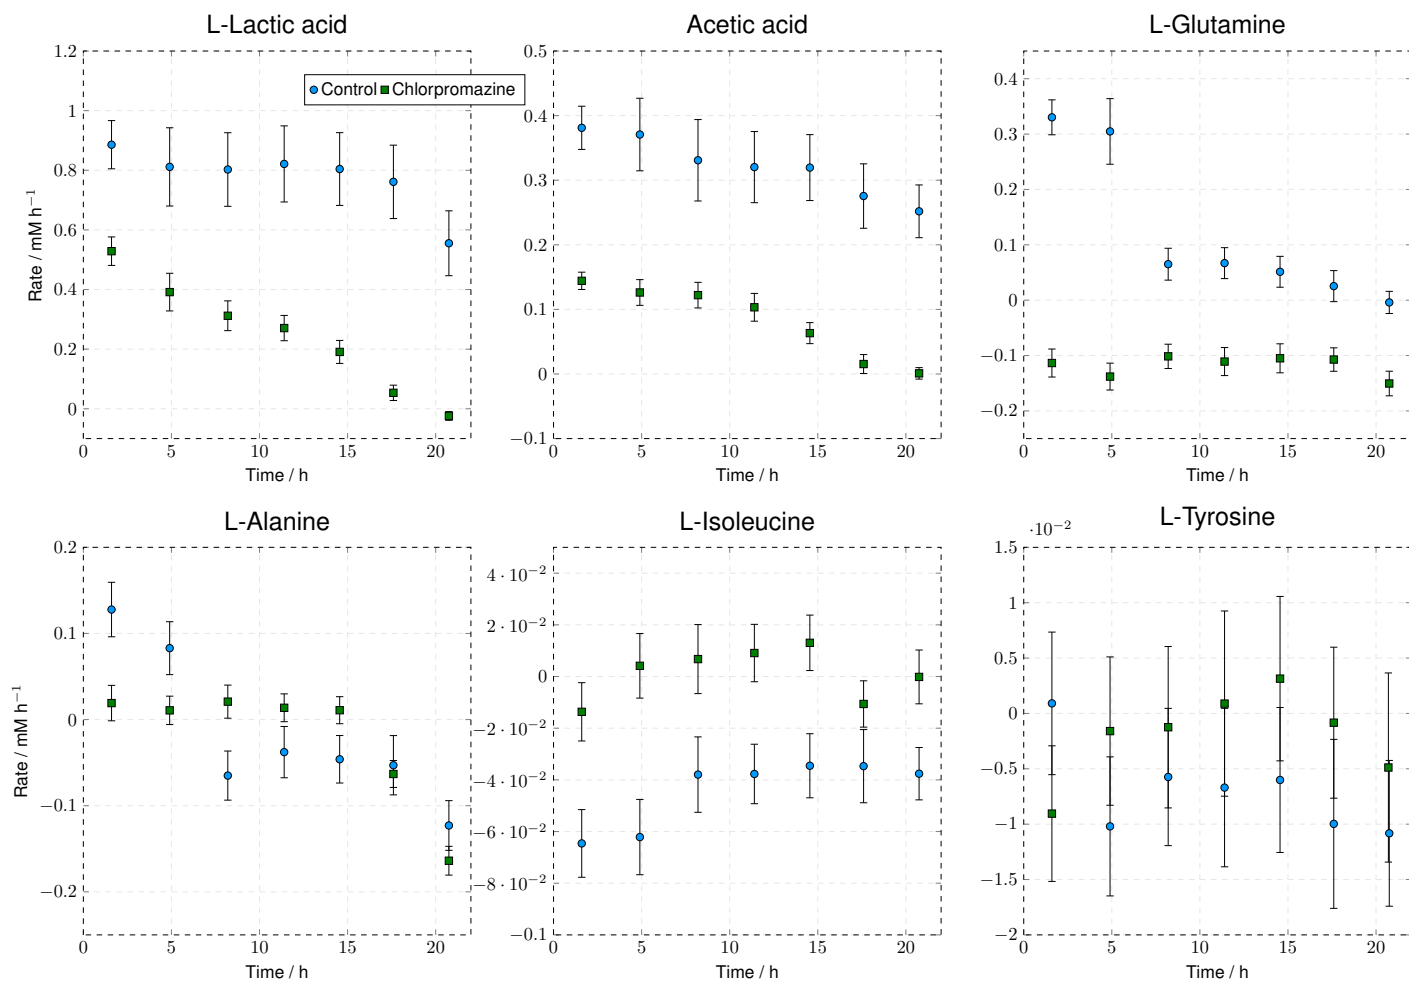 L-Lactic acid
Acetic acid
L-Glutamine
Control Chlorpromazine
Rate / mM h⁻¹
1.2
1
0.8
0.6
0.4
0.2
0
0 5 10 15 20
Time / h
0.5
0.4
0.3
0.2
0.1
0
−0.1
0 5 10 15 20
Time / h
0.4
0.3
0.2
0.1
0
−0.1
−0.2
0 5 10 15 20
Time / h
L-Alanine
L-Isoleucine
L-Tyrosine
Rate / mM h⁻¹
0.2
0.1
0
−0.1
−0.2
0 5 10 15 20
Time / h
4 · 10⁻²
2 · 10⁻²
0
−2 · 10⁻²
−4 · 10⁻²
−6 · 10⁻²
−8 · 10⁻²
−0.1
0 5 10 15 20
Time / h
·10⁻²
1.5
1
0.5
0
−0.5
−1
−1.5
−2
0 5 10 15 20
Time / h